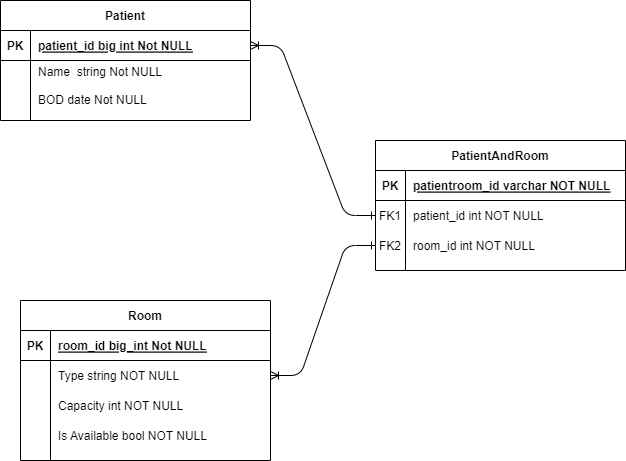 Patient
PK patient_id big int Not NULL
Name string Not NULL
BOD date Not NULL
PatientAndRoom
PK patientroom_id varchar NOT NULL
FK1 patient_id int NOT NULL
FK2 room_id int NOT NULL
Room
PK room_id big_int Not NULL
Type string NOT NULL
Capacity int NOT NULL
Is Available bool NOT NULL